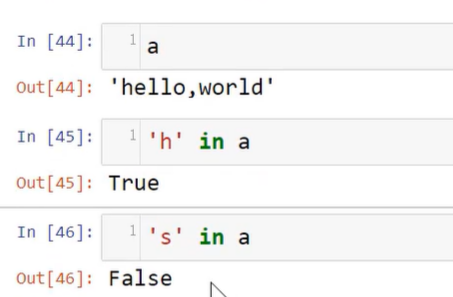 In [44]: 1 a
Out[44]: 'hello,world'
In [45]: 1 'h' in a
Out[45]: True
In [46]: 1 's' in a
Out[46]: False